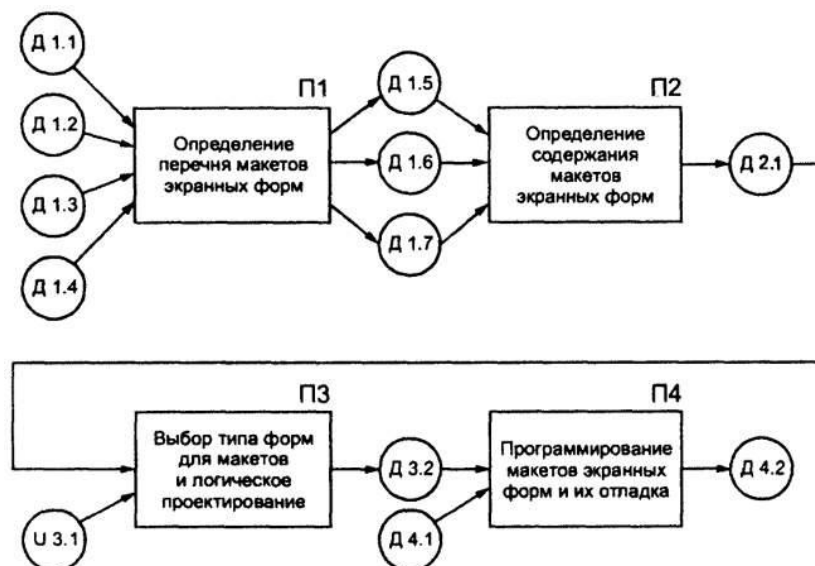 Д 1.1
Д 1.2
Д 1.3
Д 1.4
П1
Определение
перечня макетов
экранных форм
Д 1.5
Д 1.6
Д 1.7
П2
Определение
содержания
макетов
экранных форм
Д 2.1
П3
Выбор типа форм
для макетов
и логическое
проектирование
U 3.1
Д 3.2
Д 4.1
П4
Программирование
макетов экранных
форм и их отладка
Д 4.2